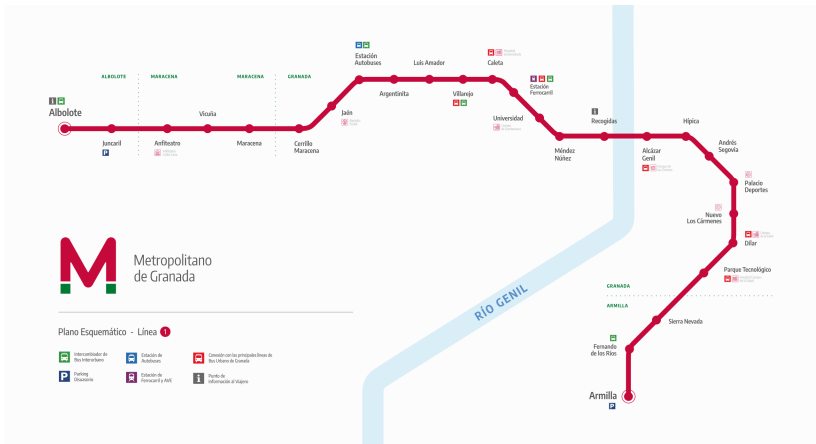 ALBOLOTE
MARACENA
MARACENA
GRANADA
Albolote
Juncaril
P
Anfiteatro
Vicuña
Maracena
Cerrillo
Maracena
Jaén
Estación
Autobuses
Argentinita
Luis Amador
Villarejo
Caleta
Estación
Ferrocarril
Universidad
Méndez
Núñez
Recogidas
Alcázar
Genil
Hípica
Andrés
Segovia
Palacio
Deportes
Nuevo
Los Cármenes
Dílar
Parque Tecnológico
GRANADA
ARMILLA
Sierra Nevada
Fernando
de los Ríos
Armilla
P
RÍO GENIL
M
Metropolitano
de Granada
Plano Esquemático - Línea 1
Intercambiador de
Bus Interurbano
Estación de
Autobuses
Conexión con las principales líneas de
Bus Urbano de Granada
P
Parking
Disuasorio
Estación de
Ferrocarril y AVE
i
Punto de
Información al Viajero